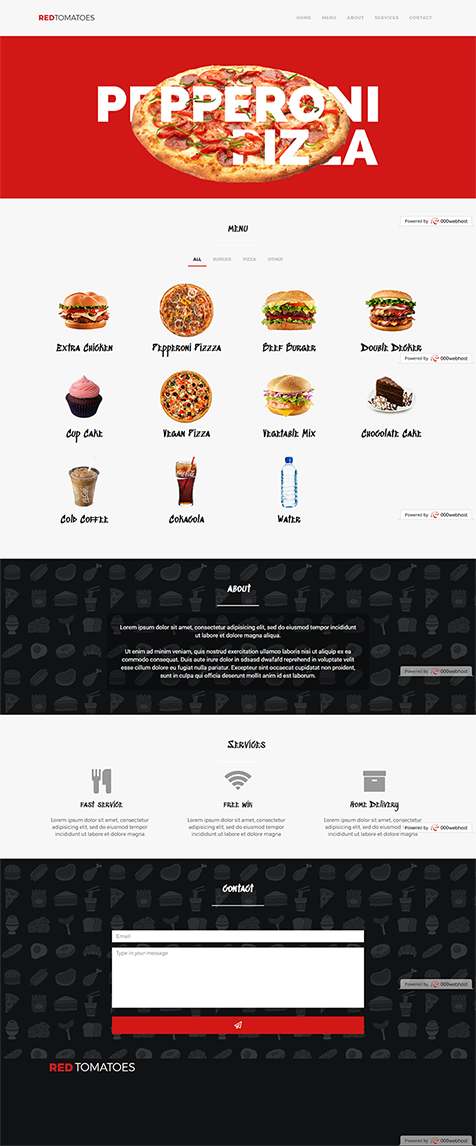 REDTOMATOES
HOME MENU ABOUT SERVICES CONTACT
PEPPERONI
PIZZA
Powered by 000webhost
MENU
ALL BURGER PIZZA OTHER
Extra Chicken Pepperoni Pizzza Beef Burger Double Decker
Powered by 000webhost
Cup Cake Vegan Pizza Vegetable Mix Chocolate Cake
Cold Coffee Cokacola Water
Powered by 000webhost
About
Lorem ipsum dolor sit amet, consectetur adipisicing elit, sed do eiusmod tempor incididunt
ut labore et dolore magna aliqua.
Ut enim ad minim veniam, quis nostrud exercitation ullamco laboris nisi ut aliquip ex ea
commodo consequat. Duis aute irure dolor in sdsasd dwafafd reprehend in voluptate velit
esse cillum dolore eu fugiat nulla pariatur. Excepteur sint occaecat cupidatat non proident,
sunt in culpa qui officia deserunt mollit anim id est laborum.
Powered by 000webhost
Services
Fast Service Free Wifi Home Delivery
Lorem ipsum dolor sit amet, consectetur Lorem ipsum dolor sit amet, consectetur Lorem ipsum dolor sit amet, consectetur
adipisicing elit, sed do eiusmod tempor adipisicing elit, sed do eiusmod tempor adipisicing elit, sed do eiusmod
incididunt ut labore et dolore magna incididunt ut labore et dolore magna incididunt ut labore et dolore magna
Powered by 000webhost
Contact
Email
Type in your message
Powered by 000webhost
RED TOMATOES
Powered by 000webhost